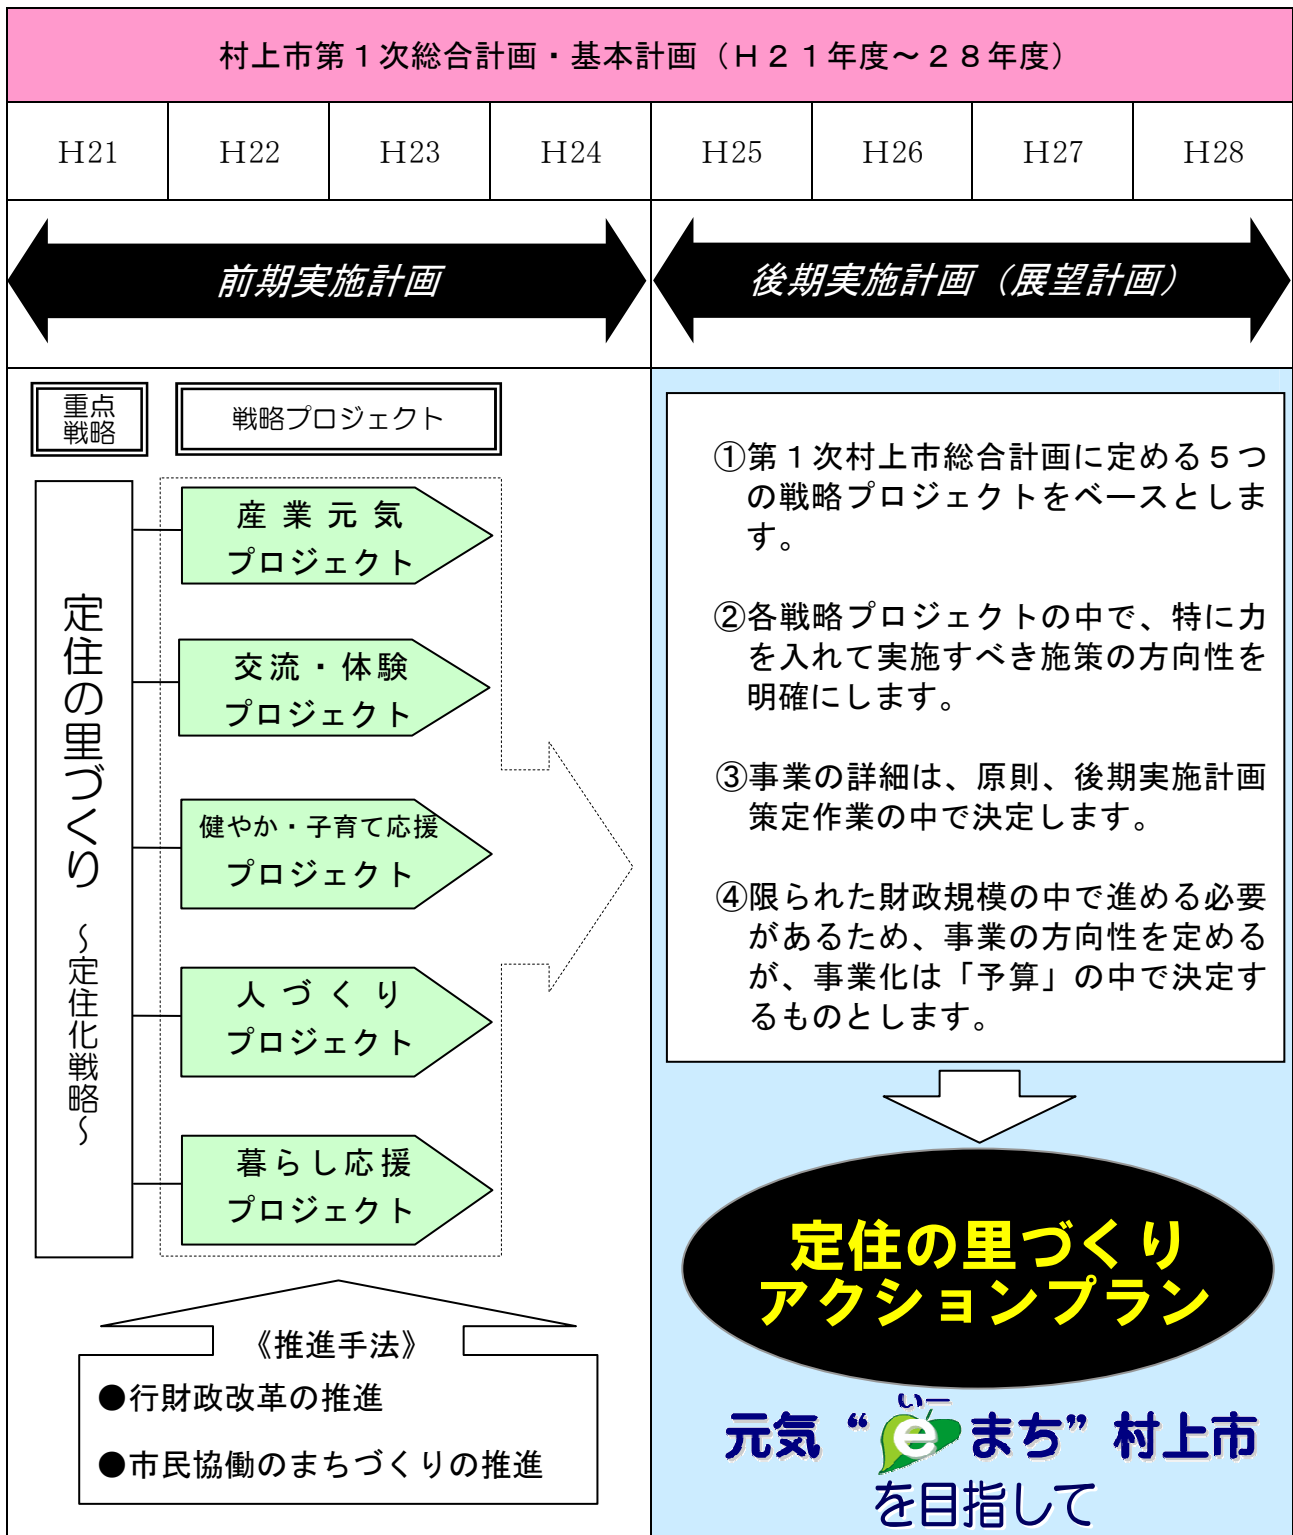 村上市第１次総合計画・基本計画（Ｈ２１年度～２８年度）
H21 H22 H23 H24 H25 H26 H27 H28
前期実施計画
後期実施計画（展望計画）
重点
戦略
戦略プロジェクト
定住の里づくり ～定住化戦略～
産業元気
プロジェクト
交流・体験
プロジェクト
健やか・子育て応援
プロジェクト
人づくり
プロジェクト
暮らし応援
プロジェクト
《推進手法》
●行財政改革の推進
●市民協働のまちづくりの推進
①第１次村上市総合計画に定める５つ
の戦略プロジェクトをベースとしま
す。
②各戦略プロジェクトの中で、特に力
を入れて実施すべき施策の方向性を
明確にします。
③事業の詳細は、原則、後期実施計画
策定作業の中で決定します。
④限られた財政規模の中で進める必要
があるため、事業の方向性を定める
が、事業化は「予算」の中で決定す
るものとします。
定住の里づくり
アクションプラン
いー
元気“eまち”村上市
を目指して